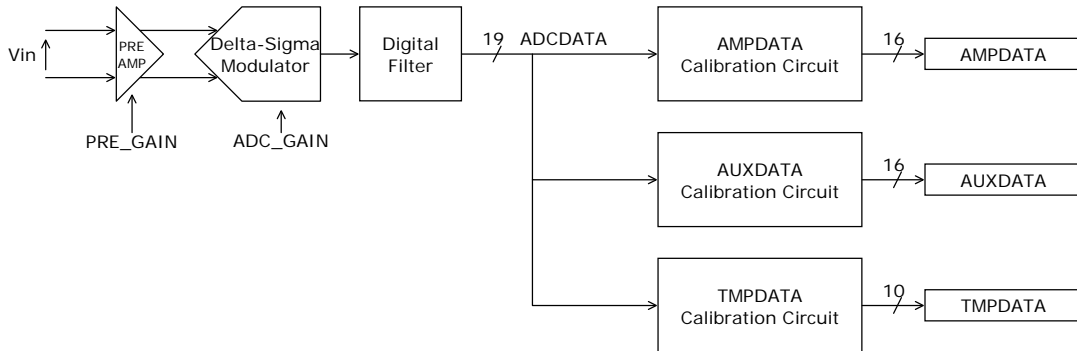 Vin
PRE
AMP
PRE_GAIN
Delta-Sigma
Modulator
ADC_GAIN
Digital
Filter
19 ADCDATA
AMPDATA
Calibration Circuit
16
AMPDATA
AUXDATA
Calibration Circuit
16
AUXDATA
TMPDATA
Calibration Circuit
10
TMPDATA